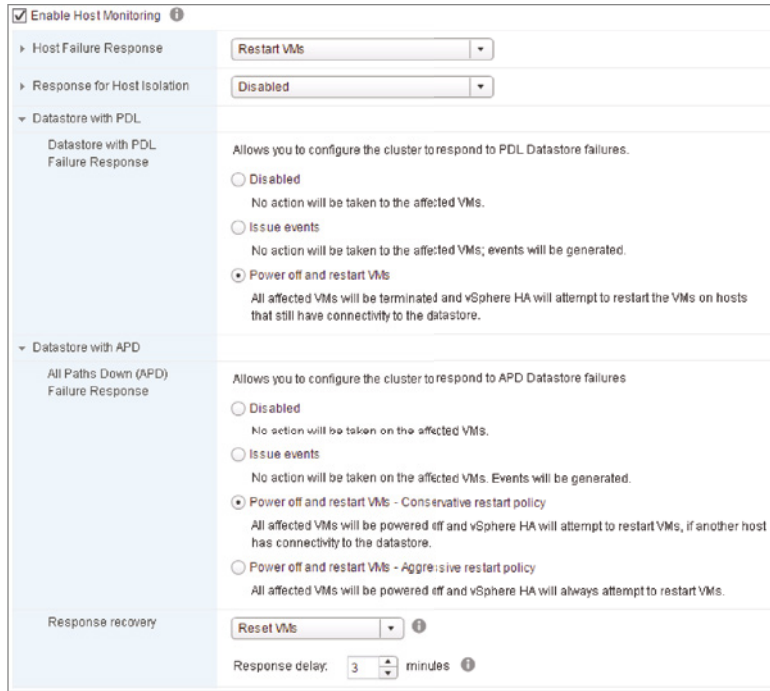 Enable Host Monitoring
Host Failure Response
Restart VMs
Response for Host Isolation
Disabled
Datastore with PDL
Datastore with PDL
Failure Response
Allows you to configure the cluster to respond to PDL Datastore failures.
Disabled
No action will be taken to the affected VMs.
Issue events
No action will be taken to the affected VMs; events will be generated.
Power off and restart VMs
All affected VMs will be terminated and vSphere HA will attempt to restart the VMs on hosts
that still have connectivity to the datastore.
Datastore with APD
All Paths Down (APD)
Failure Response
Allows you to configure the cluster to respond to APD Datastore failures
Disabled
No action will be taken on the affected VMs.
Issue events
No action will be taken on the affected VMs. Events will be generated.
Power off and restart VMs - Conservative restart policy
All affected VMs will be powered off and vSphere HA will attempt to restart VMs, if another host
has connectivity to the datastore.
Power off and restart VMs - Aggressive restart policy
All affected VMs will be powered off and vSphere HA will always attempt to restart VMs.
Response recovery
Reset VMs
Response delay: 3 minutes